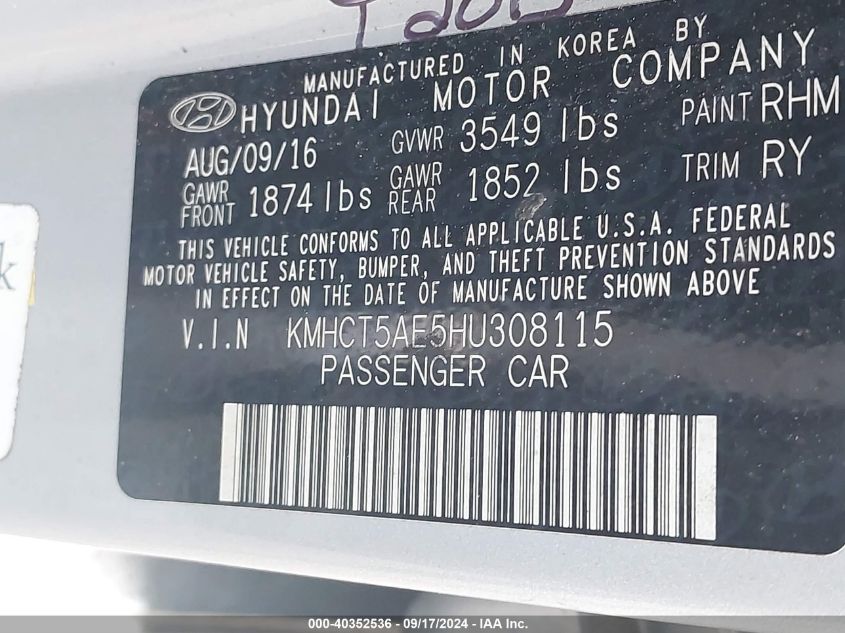 MANUFACTURED IN KOREA BY
HYUNDAI MOTOR COMPANY
AUG/09/16 GVWR 3549 lbs PAINT RHM
GAWR FRONT 1874 lbs GAWR REAR 1852 lbs TRIM RY
THIS VEHICLE CONFORMS TO ALL APPLICABLE U.S.A. FEDERAL
MOTOR VEHICLE SAFETY, BUMPER, AND THEFT PREVENTION STANDARDS
IN EFFECT ON THE DATE OF MANUFACTURE SHOWN ABOVE
V.I.N KMHCT5AE5HU308115
PASSENGER CAR
k
000-40352536 - 09/17/2024 - IAA Inc.